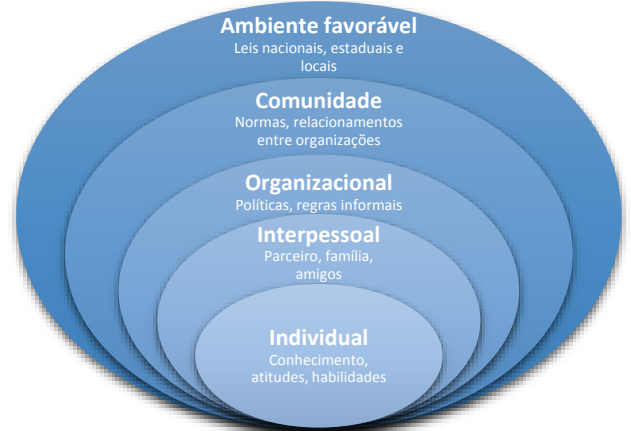 Ambiente favorável
Leis nacionais, estaduais e
locais
Comunidade
Normas, relacionamentos
entre organizações
Organizacional
Políticas, regras informais
Interpessoal
Parceiro, família,
amigos
Individual
Conhecimento,
atitudes, habilidades